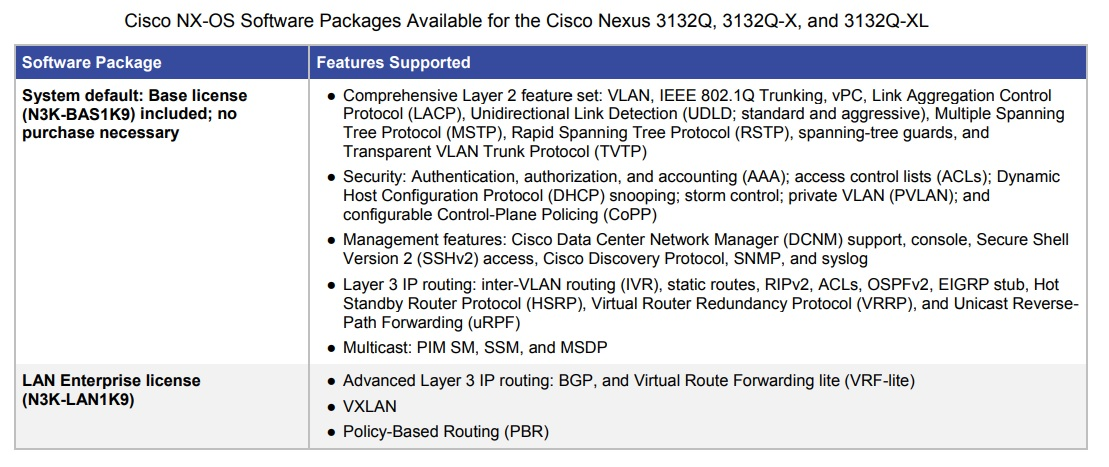 Cisco NX-OS Software Packages Available for the Cisco Nexus 3132Q, 3132Q-X, and 3132Q-XL
Software Package
Features Supported
System default: Base license
(N3K-BAS1K9) included; no
purchase necessary
● Comprehensive Layer 2 feature set: VLAN, IEEE 802.1Q Trunking, vPC, Link Aggregation Control
Protocol (LACP), Unidirectional Link Detection (UDLD; standard and aggressive), Multiple Spanning
Tree Protocol (MSTP), Rapid Spanning Tree Protocol (RSTP), spanning-tree guards, and
Transparent VLAN Trunk Protocol (TVTP)
● Security: Authentication, authorization, and accounting (AAA); access control lists (ACLs); Dynamic
Host Configuration Protocol (DHCP) snooping; storm control; private VLAN (PVLAN); and
configurable Control-Plane Policing (CoPP)
● Management features: Cisco Data Center Network Manager (DCNM) support, console, Secure Shell
Version 2 (SSHv2) access, Cisco Discovery Protocol, SNMP, and syslog
● Layer 3 IP routing: inter-VLAN routing (IVR), static routes, RIPv2, ACLs, OSPFv2, EIGRP stub, Hot
Standby Router Protocol (HSRP), Virtual Router Redundancy Protocol (VRRP), and Unicast Reverse-
Path Forwarding (uRPF)
● Multicast: PIM SM, SSM, and MSDP
LAN Enterprise license
(N3K-LAN1K9)
● Advanced Layer 3 IP routing: BGP, and Virtual Route Forwarding lite (VRF-lite)
● VXLAN
● Policy-Based Routing (PBR)